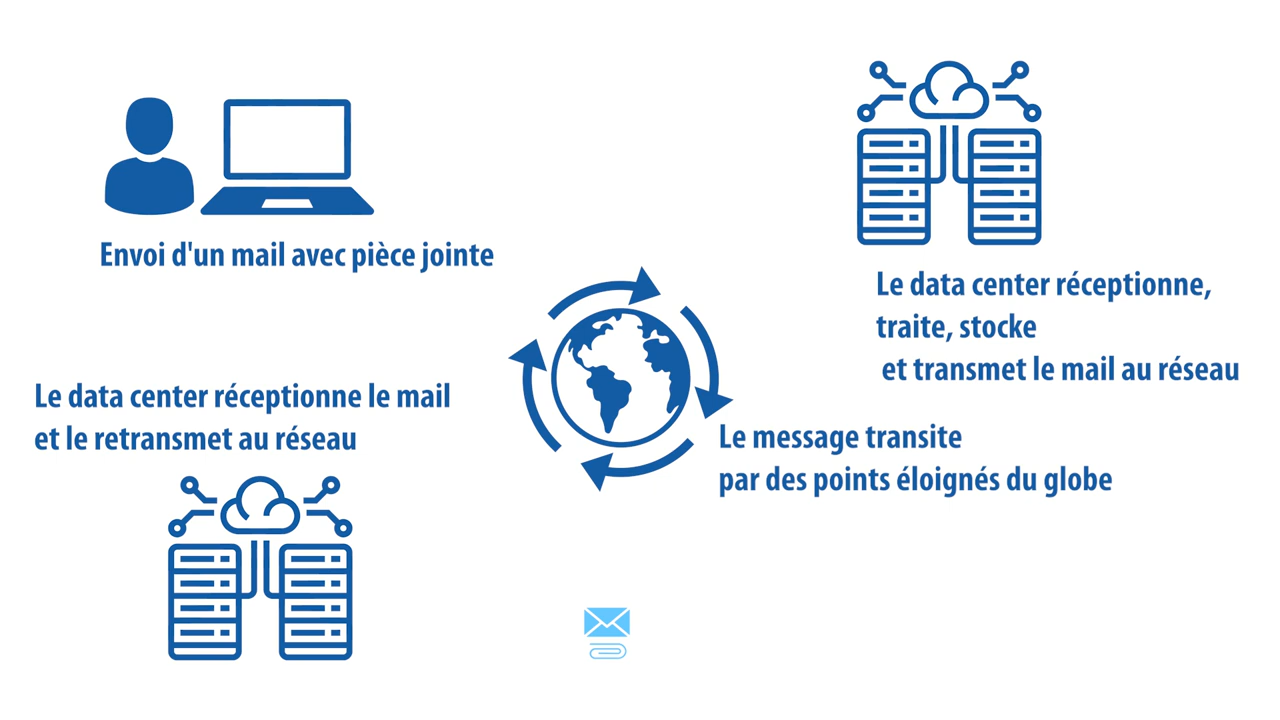 Envoi d'un mail avec pièce jointe
Le data center réceptionne,
traite, stocke
et transmet le mail au réseau
Le message transite
par des points éloignés du globe
Le data center réceptionne le mail
et le retransmet au réseau